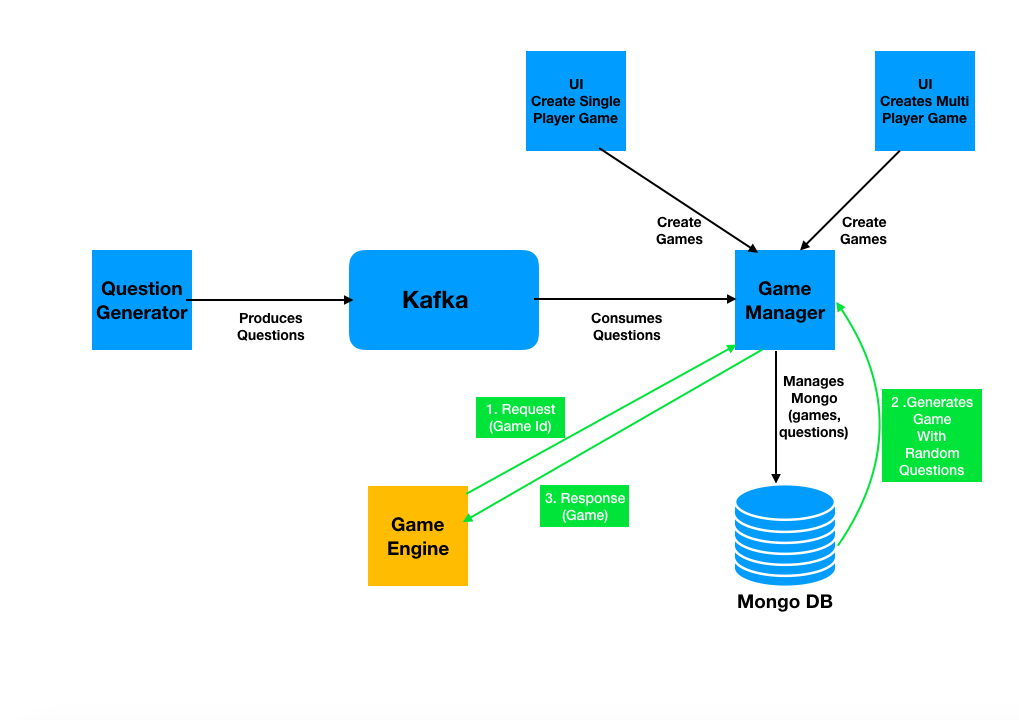 UI
Create Single
Player Game
UI
Creates Multi
Player Game
Create
Games
Create
Games
Question
Generator
Produces
Questions
Kafka
Consumes
Questions
Game
Manager
Manages
Mongo
(games,
questions)
2 .Generates
Game
With
Random
Questions
1. Request
(Game Id)
3. Response
(Game)
Game
Engine
Mongo DB